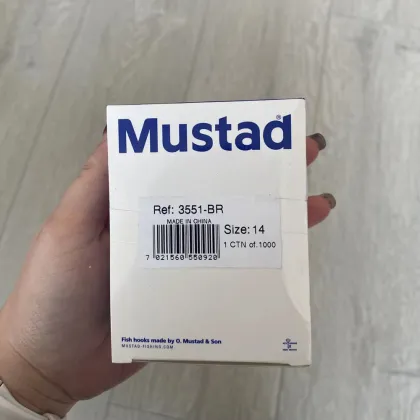 Mustad®
Ref: 3551-BR
MADE IN CHINA
Size: 14
1 CTN of.1000
7 021560 550920
Fish hooks made by O. Mustad & Son
MUSTAD-FISHING.COM